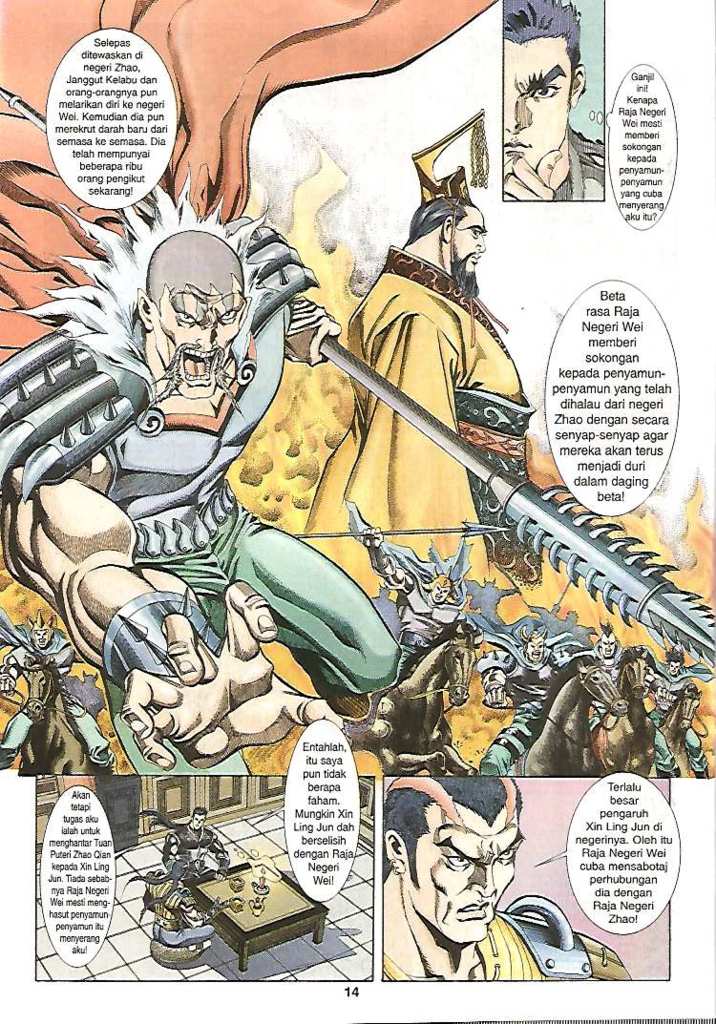 Selepas
ditewaskan di
negeri Zhao,
Janggut Kelabu dan
orang-orangnya pun
melarikan diri ke negeri
Wei. Kemudian dia pun
merekrut darah baru dari
semasa ke semasa. Dia
telah mempunyai
beberapa ribu
orang pengikut
sekarang!
Ganjil
ini!
Kenapa
Raja Negeri
Wei mesti
memberi
sokongan
kepada
penyamun-
penyamun
yang cuba
menyerang
aku itu?
Beta
rasa Raja
Negeri Wei
memberi
sokongan
kepada penyamun-
penyamun yang telah
dihalau dari negeri
Zhao dengan secara
senyap-senyap agar
mereka akan terus
menjadi duri
dalam daging
beta!
Akan
tetapi
tugas aku
ialah untuk
menghantar Tuan
Puteri Zhao Qian
kepada Xin Ling
Jun. Tiada sebab-
nya Raja Negeri
Wei mesti meng-
hasut penyamun-
penyamun itu
menyerang
aku!
Entahlah,
itu saya
pun tidak
berapa
faham.
Mungkin Xin
Ling Jun dah
berselisih
dengan Raja
Negeri
Wei!
Terlalu
besar
pengaruh
Xin Ling Jun di
negeri Wei. Oleh itu
Raja Negeri Wei
cuba mensabotaj
perhubungan
dia dengan
Raja Negeri
Zhao!
14